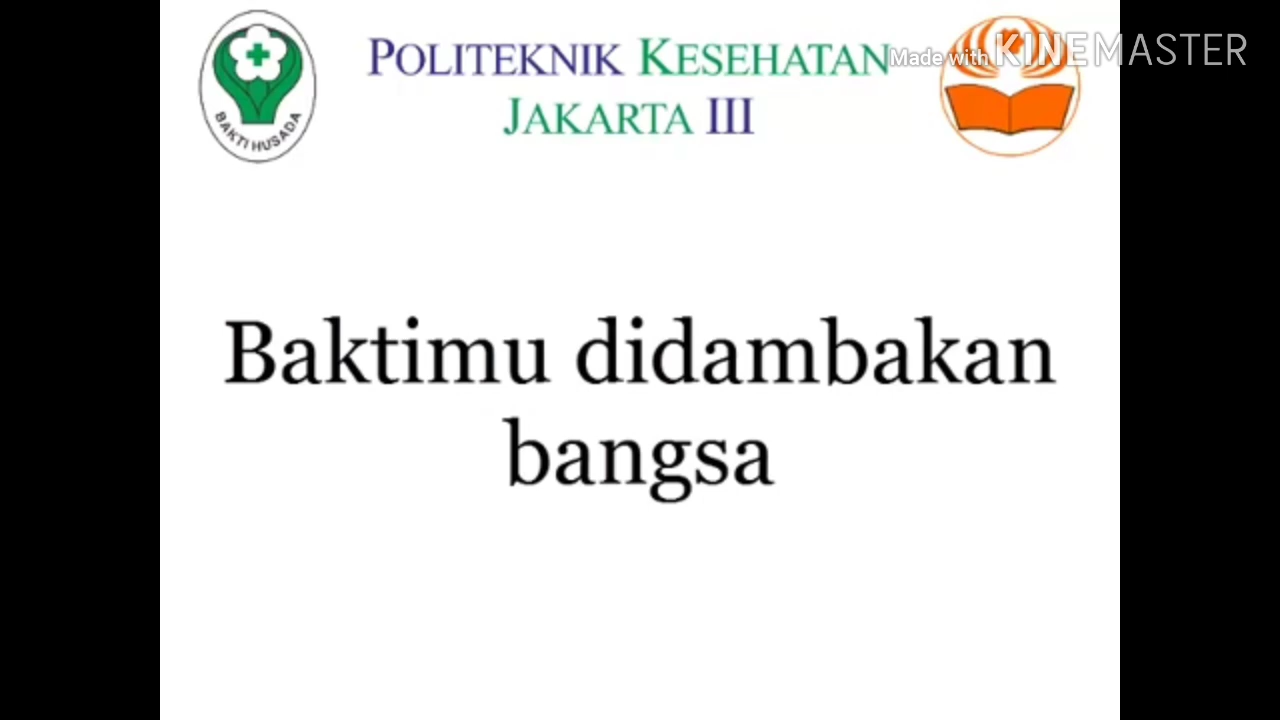 POLITEKNIK KESEHATAN
JAKARTA III
BAKTI HUSADA
Made with KINEMASTER
Baktimu didambakan
bangsa